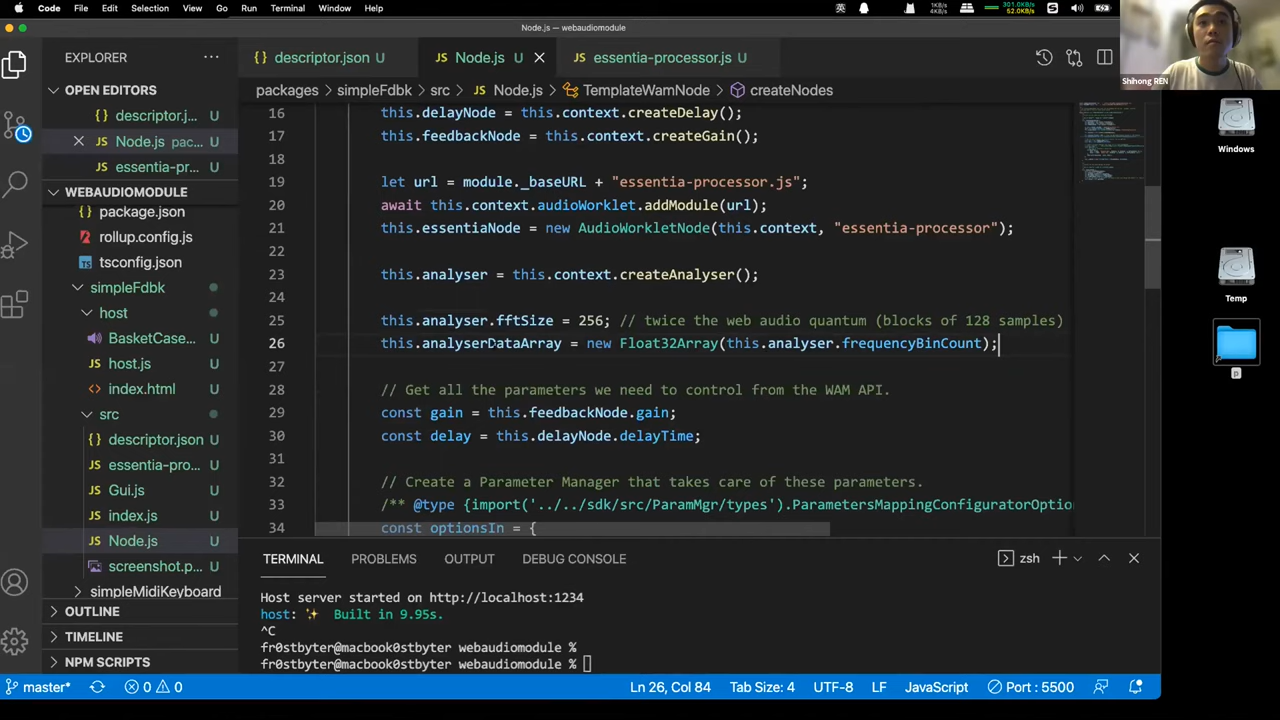 Code File Edit Selection View Go Run Terminal Window Help
英
1KB/s
4KB/s
301.0KB/s
52.0KB/s
Node.js — webaudiomodule
EXPLORER
OPEN EDITORS
descriptor.j... U
Node.js pac... U
essentia-pr... U
WEBAUDIOMODULE
package.json
rollup.config.js
tsconfig.json
simpleFdbk
host
BasketCase... U
host.js U
index.html U
src
descriptor.json U
essentia-pro... U
Gui.js U
index.js U
Node.js U
screenshot.p... U
simpleMidiKeyboard
OUTLINE
TIMELINE
NPM SCRIPTS
descriptor.json U
Node.js U
essentia-processor.js U
packages > simpleFdbk > src > Node.js > TemplateWamNode > createNodes
16 this.delayNode = this.context.createDelay();
17 this.feedbackNode = this.context.createGain();
18
19 let url = module._baseURL + "essentia-processor.js";
20 await this.context.audioWorklet.addModule(url);
21 this.essentiaNode = new AudioWorkletNode(this.context, "essentia-processor");
22
23 this.analyser = this.context.createAnalyser();
24
25 this.analyser.fftSize = 256; // twice the web audio quantum (blocks of 128 samples)
26 this.analyserDataArray = new Float32Array(this.analyser.frequencyBinCount);
27
28 // Get all the parameters we need to control from the WAM API.
29 const gain = this.feedbackNode.gain;
30 const delay = this.delayNode.delayTime;
31
32 // Create a Parameter Manager that takes care of these parameters.
33 /** @type {import('../../sdk/src/ParamMgr/types').ParametersMappingConfiguratorOptio
34 const optionsIn = {
TERMINAL PROBLEMS OUTPUT DEBUG CONSOLE
zsh
Host server started on http://localhost:1234
host: ✨ Built in 9.95s.
^C
fr0stbyter@macbook0stbyter webaudiomodule %
fr0stbyter@macbook0stbyter webaudiomodule %
master* 0 0 Ln 26, Col 84 Tab Size: 4 UTF-8 LF JavaScript Port : 5500
Shihong REN
Windows
Temp
p